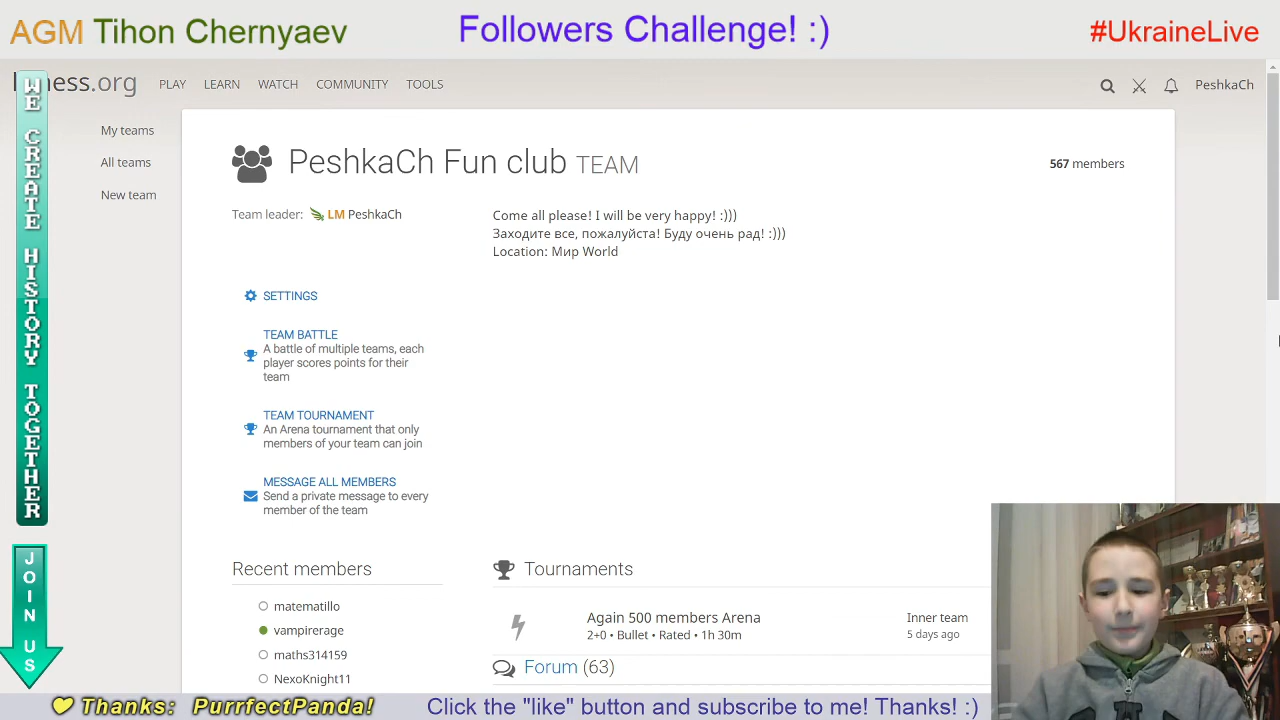 AGM Tihon Chernyaev
Followers Challenge! :)
#UkraineLive
ness.org
PLAY
LEARN
WATCH
COMMUNITY
TOOLS
PeshkaCh
WE CREATE HISTORY TOGETHER
JOIN US
My teams
All teams
New team
PeshkaCh Fun club TEAM
567 members
Team leader: LM PeshkaCh
Come all please! I will be very happy! :)))
Заходите все, пожалуйста! Буду очень рад! :)))
Location: Мир World
SETTINGS
TEAM BATTLE
A battle of multiple teams, each
player scores points for their
team
TEAM TOURNAMENT
An Arena tournament that only
members of your team can join
MESSAGE ALL MEMBERS
Send a private message to every
member of the team
Recent members
matematillo
vampirerage
maths314159
NexoKnight11
Tournaments
Again 500 members Arena
2+0 • Bullet • Rated • 1h 30m
Inner team
5 days ago
Forum (63)
Thanks: PurrfectPanda!
Click the "like" button and subscribe to me! Thanks! :)